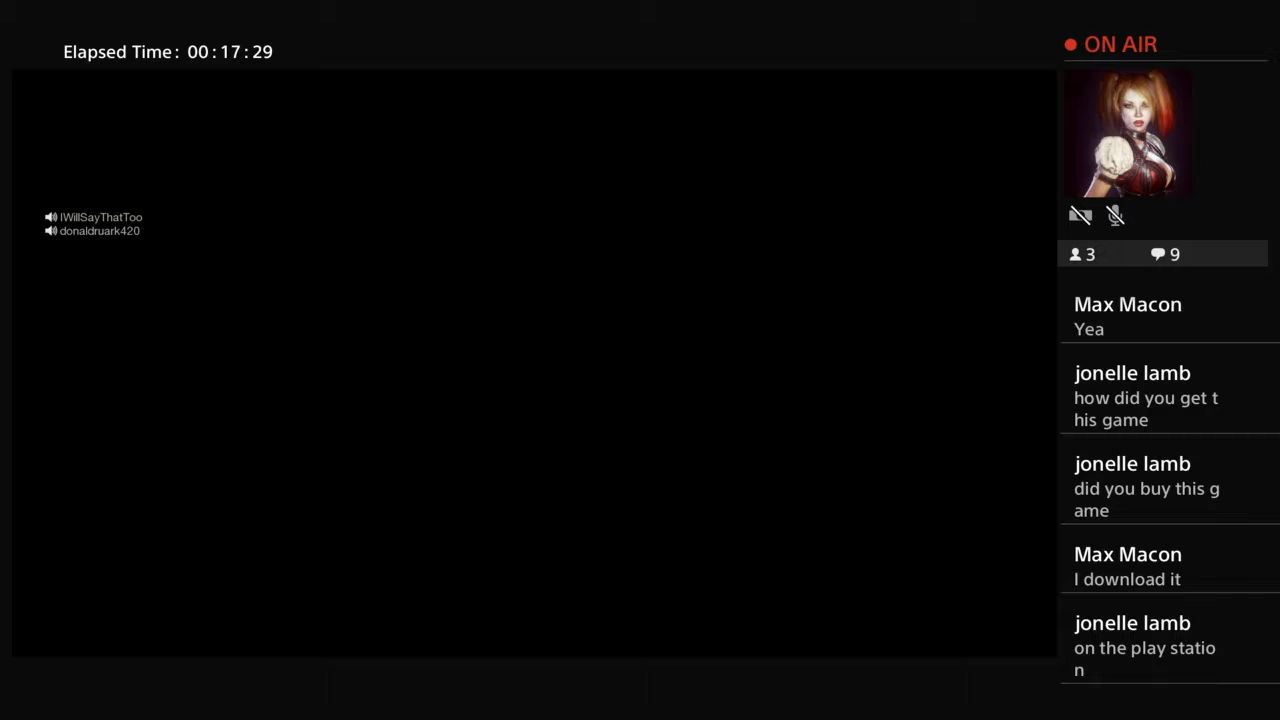 Elapsed Time: 00:17:29
ON AIR
IWillSayThatToo
donaldruark420
3 9
Max Macon
Yea
jonelle lamb
how did you get t
his game
jonelle lamb
did you buy this g
ame
Max Macon
I download it
jonelle lamb
on the play statio
n